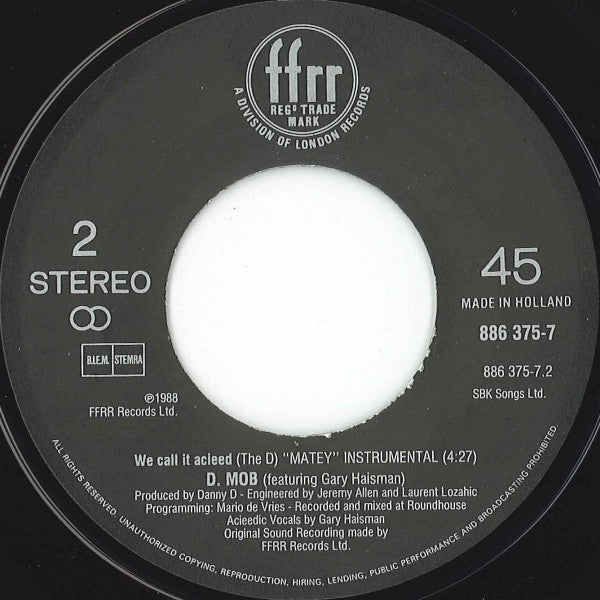 ffrr
REGD TRADE
MARK
A DIVISION OF LONDON RECORDS
2
STEREO
45
MADE IN HOLLAND
886 375-7
B.I.E.M. STEMRA
886 375-7.2
SBK Songs Ltd.
℗1988
FFRR Records Ltd.
We call it acieed (The D) "MATEY" INSTRUMENTAL (4:27)
D. MOB (featuring Gary Haisman)
Produced by Danny D - Engineered by Jeremy Allen and Laurent Lozahic
Programming: Mario de Vries - Recorded and mixed at Roundhouse
Acieedic Vocals by Gary Haisman
Original Sound Recording made by
FFRR Records Ltd.
ALL RIGHTS RESERVED. UNAUTHORIZED COPYING, REPRODUCTION, HIRING, LENDING, PUBLIC PERFORMANCE AND BROADCASTING PROHIBITED.